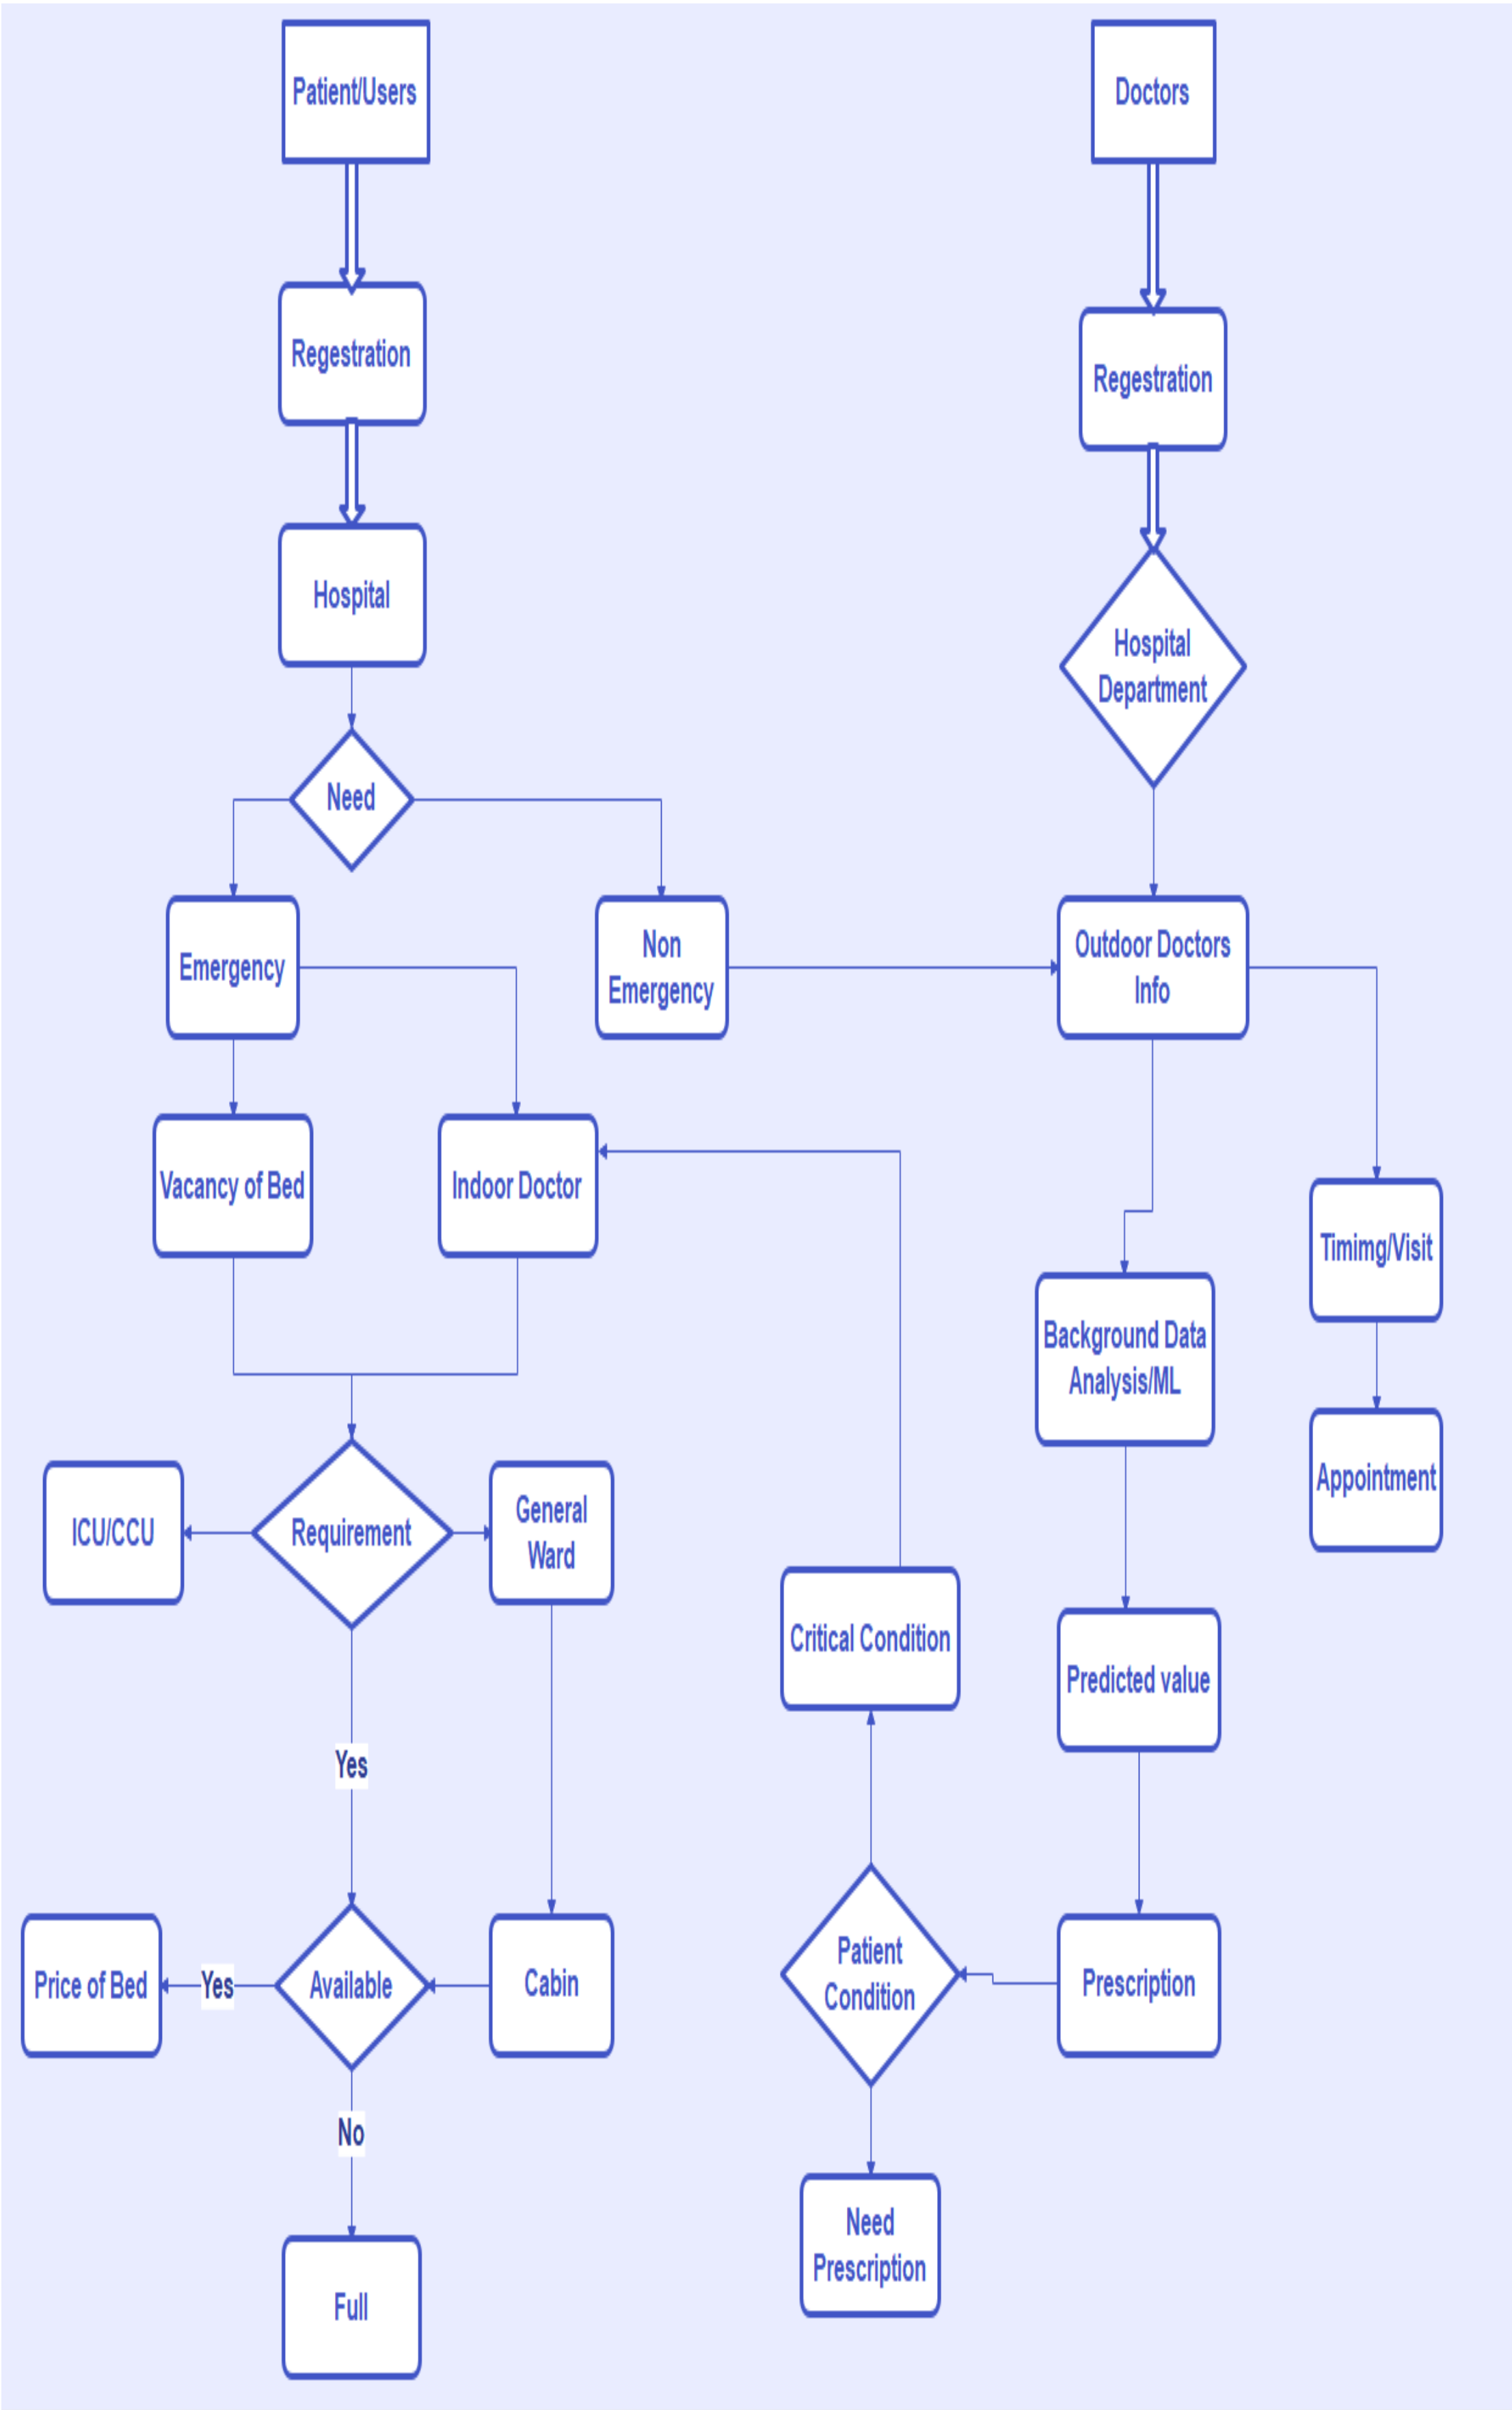 Patient/Users
Doctors
Regestration
Regestration
Hospital
Hospital
Department
Need
Emergency
Non
Emergency
Outdoor Doctors
Info
Vacancy of Bed
Indoor Doctor
Timimg/Visit
Background Data
Analysis/ML
Appointment
ICU/CCU
Requirement
General
Ward
Critical Condition
Predicted value
Yes
Price of Bed
Yes
Available
Cabin
Patient
Condition
Prescription
No
Need
Prescription
Full